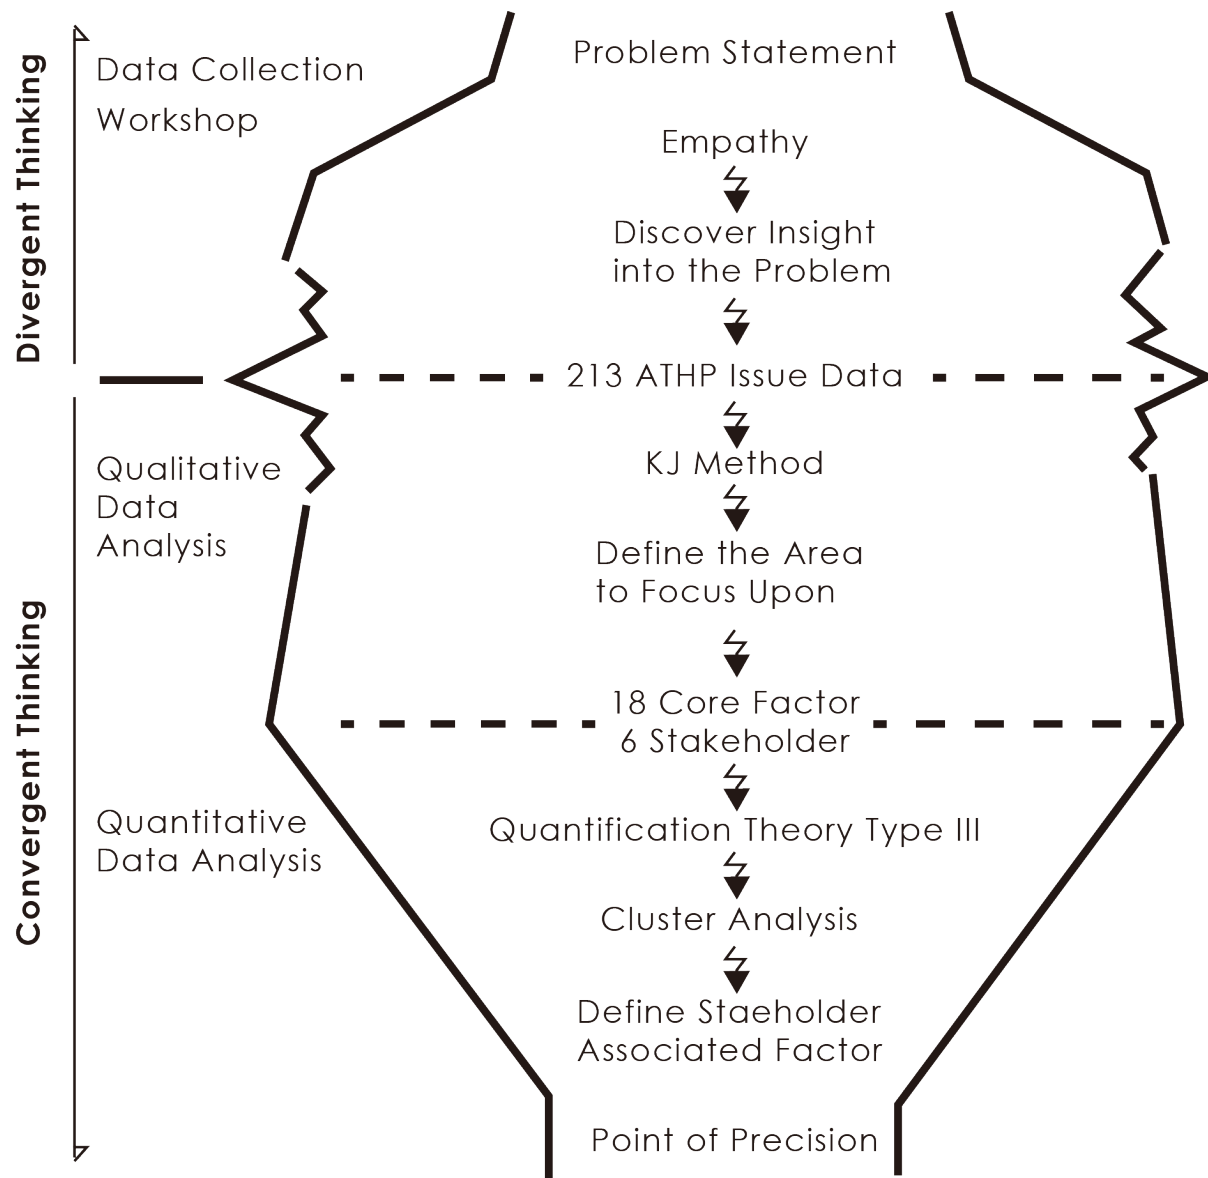 Divergent Thinking
Data Collection
Workshop
Problem Statement
Empathy
Discover Insight
into the Problem
213 ATHP Issue Data
Convergent Thinking
Qualitative
Data
Analysis
KJ Method
Define the Area
to Focus Upon
18 Core Factor
6 Stakeholder
Quantitative
Data Analysis
Quantification Theory Type III
Cluster Analysis
Define Staeholder
Associated Factor
Point of Precision